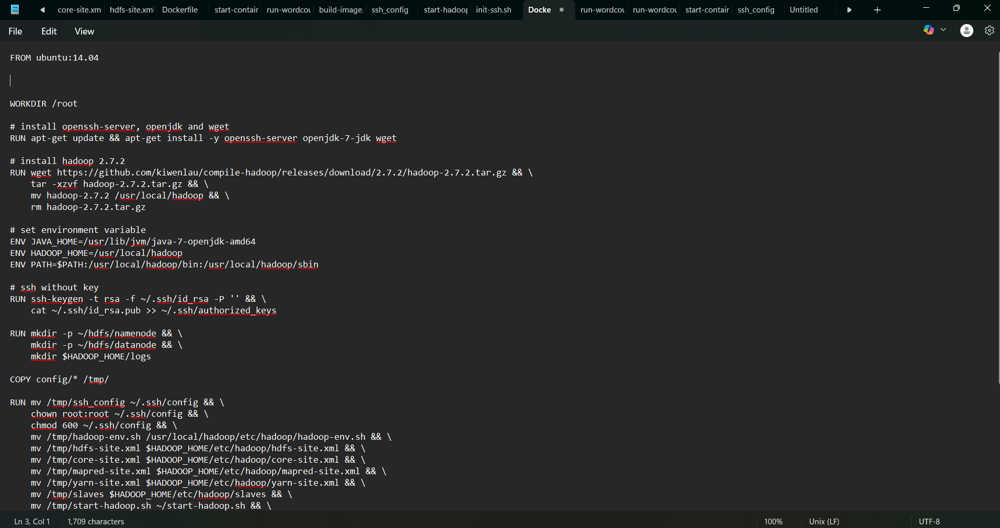 core-site.xm hdfs-site.xml Dockerfile start-contair run-wordcou build-image. ssh_config start-hadoop init-ssh.sh Docke run-wordcou run-wordcou start-contair ssh_config Untitled
File Edit View
FROM ubuntu:14.04
WORKDIR /root
# install openssh-server, openjdk and wget
RUN apt-get update && apt-get install -y openssh-server openjdk-7-jdk wget
# install hadoop 2.7.2
RUN wget https://github.com/kiwenlau/compile-hadoop/releases/download/2.7.2/hadoop-2.7.2.tar.gz && \
    tar -xzvf hadoop-2.7.2.tar.gz && \
    mv hadoop-2.7.2 /usr/local/hadoop && \
    rm hadoop-2.7.2.tar.gz
# set environment variable
ENV JAVA_HOME=/usr/lib/jvm/java-7-openjdk-amd64
ENV HADOOP_HOME=/usr/local/hadoop
ENV PATH=$PATH:/usr/local/hadoop/bin:/usr/local/hadoop/sbin
# ssh without key
RUN ssh-keygen -t rsa -f ~/.ssh/id_rsa -P '' && \
    cat ~/.ssh/id_rsa.pub >> ~/.ssh/authorized_keys
RUN mkdir -p ~/hdfs/namenode && \
    mkdir -p ~/hdfs/datanode && \
    mkdir $HADOOP_HOME/logs
COPY config/* /tmp/
RUN mv /tmp/ssh_config ~/.ssh/config && \
    chown root:root ~/.ssh/config && \
    chmod 600 ~/.ssh/config && \
    mv /tmp/hadoop-env.sh /usr/local/hadoop/etc/hadoop/hadoop-env.sh && \
    mv /tmp/hdfs-site.xml $HADOOP_HOME/etc/hadoop/hdfs-site.xml && \
    mv /tmp/core-site.xml $HADOOP_HOME/etc/hadoop/core-site.xml && \
    mv /tmp/mapred-site.xml $HADOOP_HOME/etc/hadoop/mapred-site.xml && \
    mv /tmp/yarn-site.xml $HADOOP_HOME/etc/hadoop/yarn-site.xml && \
    mv /tmp/slaves $HADOOP_HOME/etc/hadoop/slaves && \
    mv /tmp/start-hadoop.sh ~/start-hadoop.sh && \
Ln 3, Col 1 1,709 characters 100% Unix (LF) UTF-8